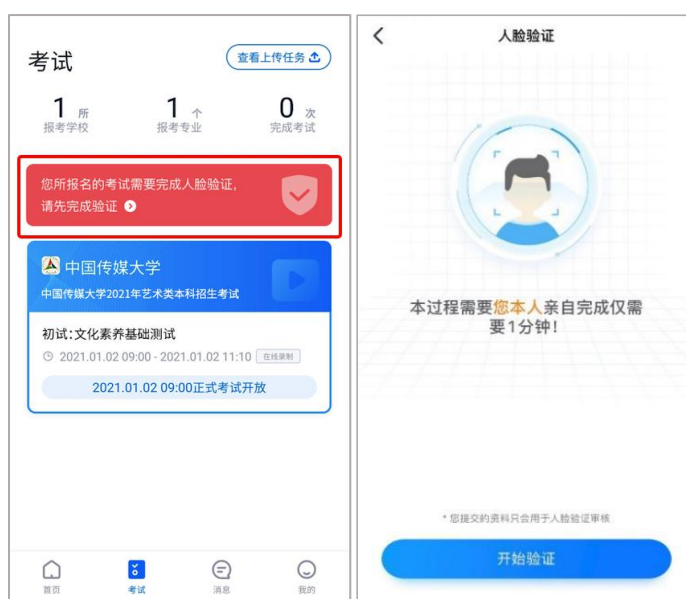 考试
查看上传任务
1 所
报考学校
1 个
报考专业
0 次
完成考试
您所报名的考试需要完成人脸验证,
请先完成验证
中国传媒大学
中国传媒大学2021年艺术类本科招生考试
初试:文化素养基础测试
2021.01.02 09:00 - 2021.01.02 11:10 在线录制
2021.01.02 09:00正式考试开放
首页
考试
消息
我的
人脸验证
本过程需要您本人亲自完成仅需
要1分钟!
* 您提交的资料只会用于人脸验证审核
开始验证